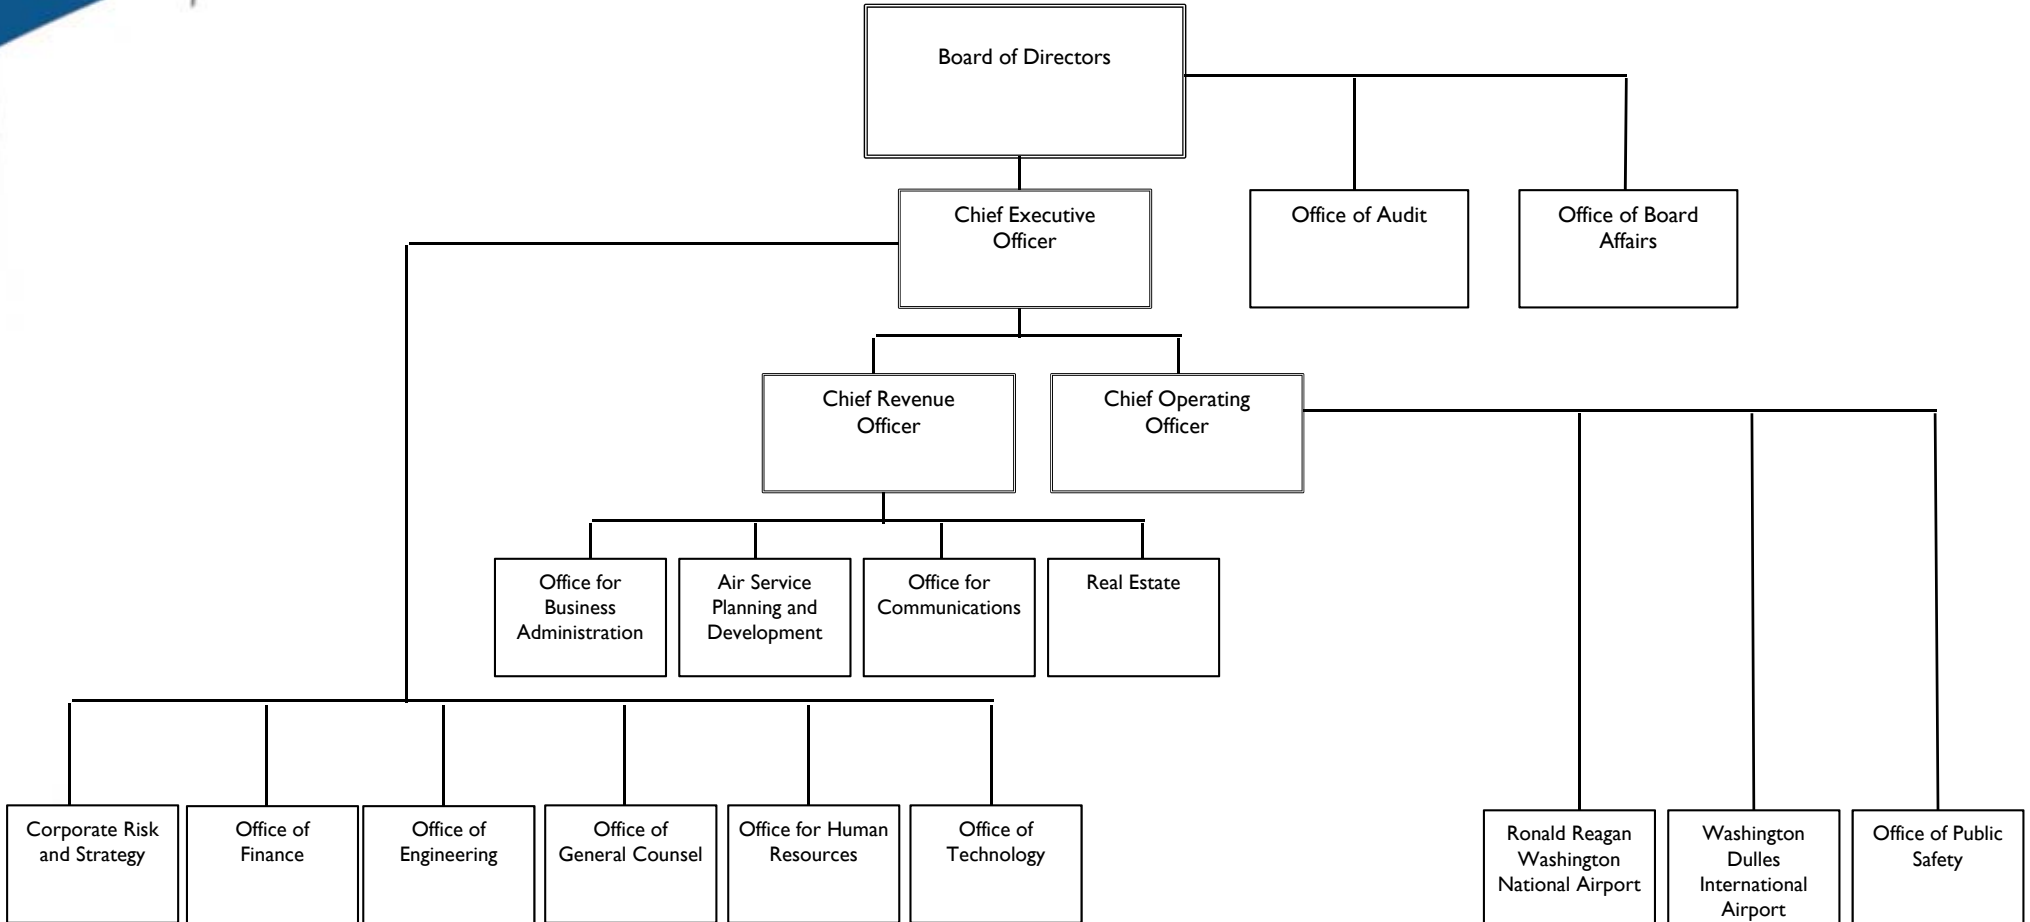 Board of Directors
Chief Executive
Officer
Office of Audit
Office of Board
Affairs
Chief Revenue
Officer
Chief Operating
Officer
Office for
Business
Administration
Air Service
Planning and
Development
Office for
Communications
Real Estate
Corporate Risk
and Strategy
Office of
Finance
Office of
Engineering
Office of
General Counsel
Office for Human
Resources
Office of
Technology
Ronald Reagan
Washington
National Airport
Washington
Dulles
International
Airport
Office of Public
Safety